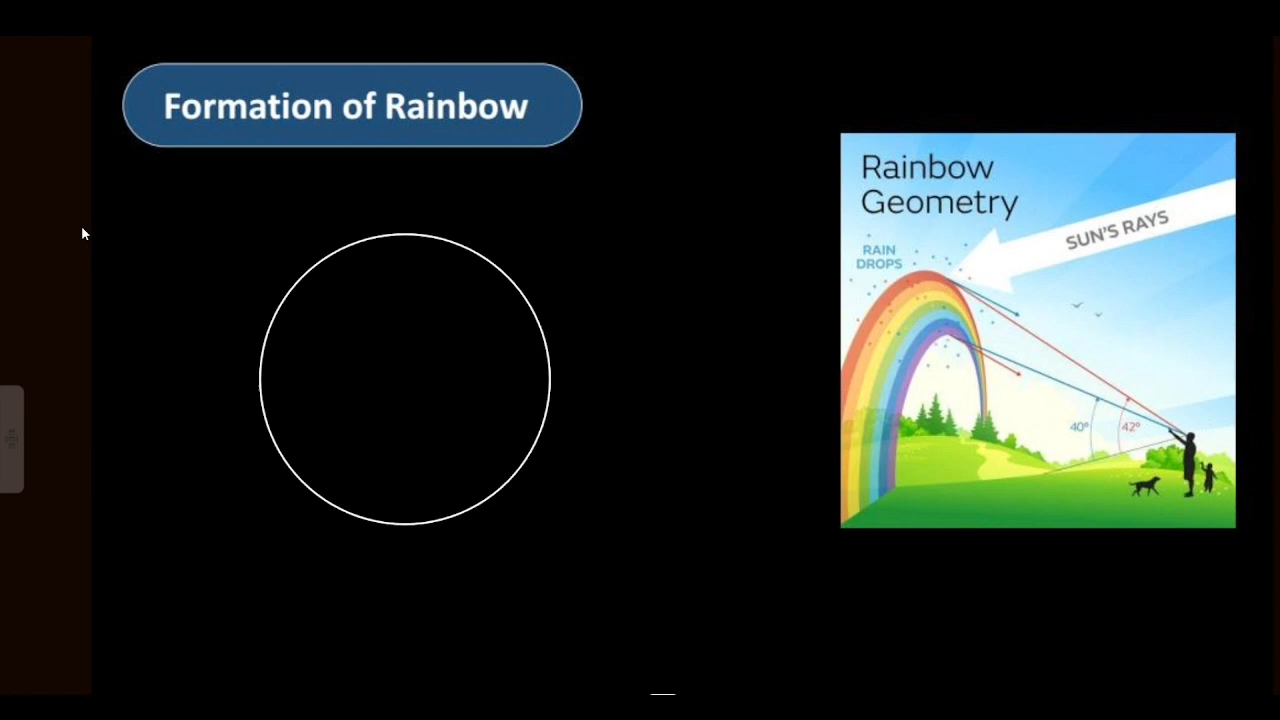 Formation of Rainbow
Rainbow
Geometry
SUN'S RAYS
RAIN
DROPS
40°
42°